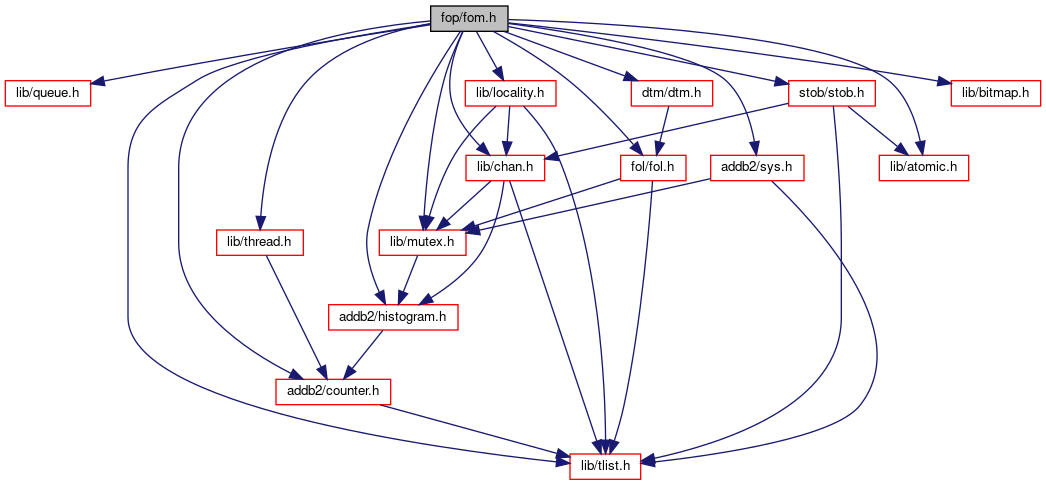 fop/fom.h
lib/queue.h
lib/locality.h
dtm/dtm.h
stob/stob.h
lib/bitmap.h
lib/chan.h
fol/fol.h
addb2/sys.h
lib/atomic.h
lib/thread.h
lib/mutex.h
addb2/histogram.h
addb2/counter.h
lib/tlist.h